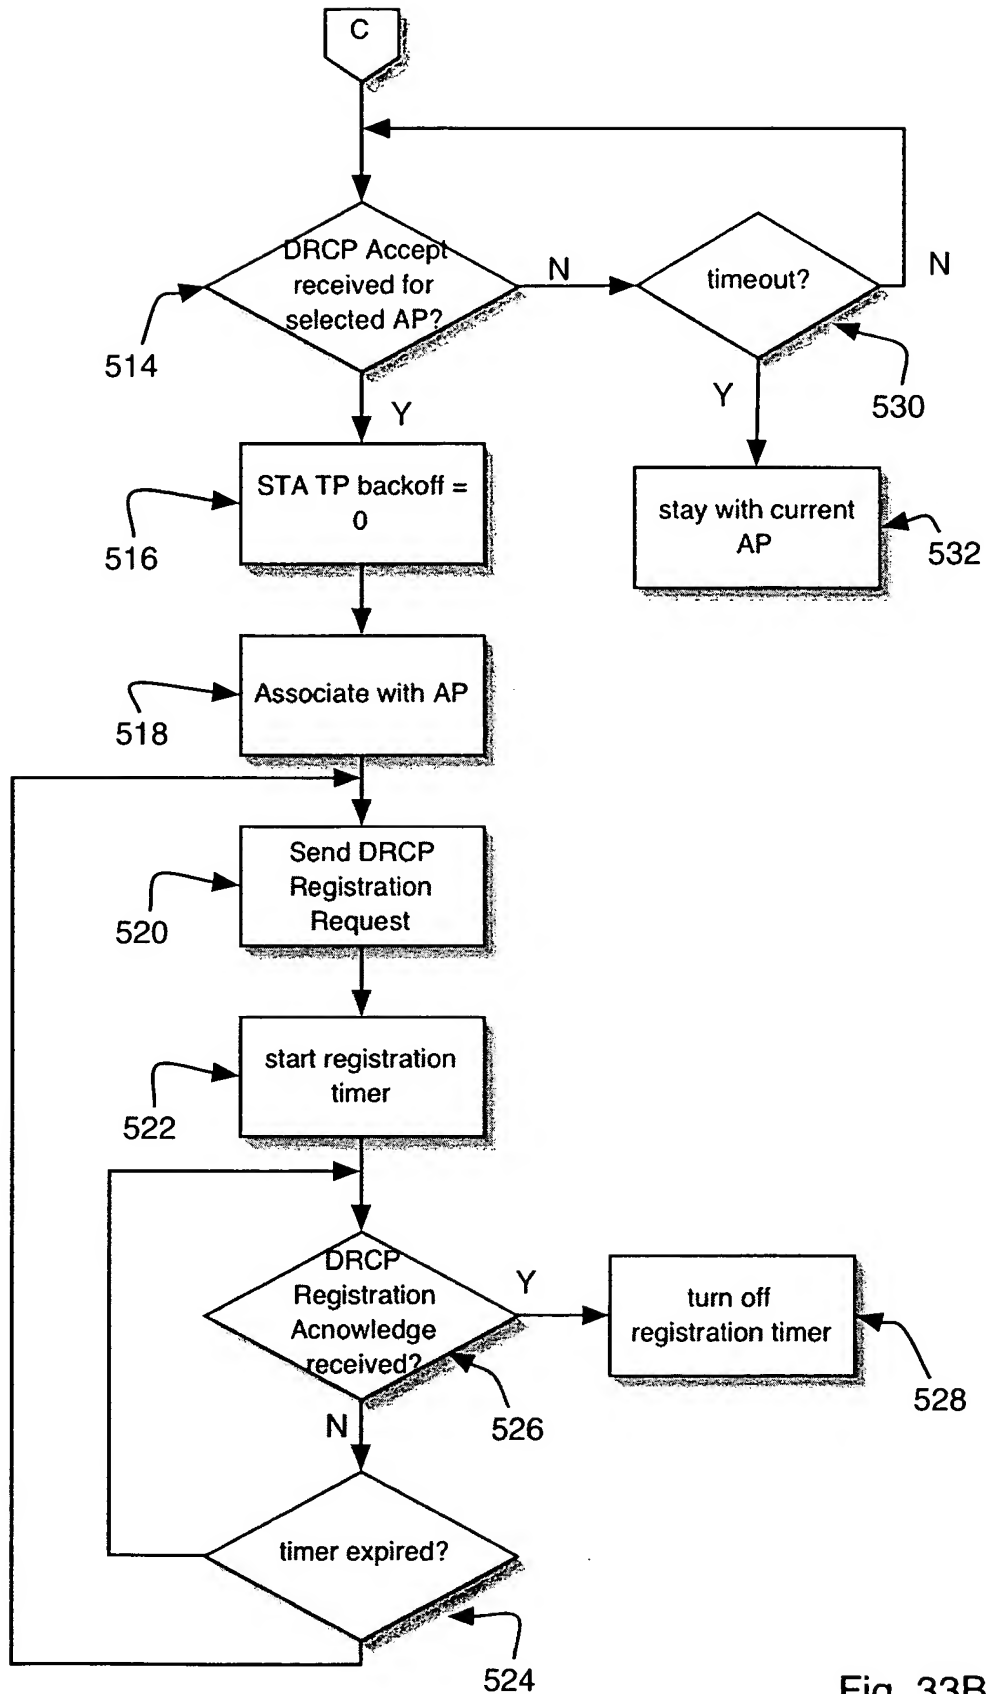 C
DRCP Accept
received for
selected AP?
N
timeout?
N
514
530
Y
Y
STA TP backoff =
0
stay with current
AP
516
532
Associate with AP
518
Send DRCP
Registration
Request
520
start registration
timer
522
DRCP
Registration
Acnowledge
received?
Y
turn off
registration timer
528
526
N
timer expired?
524
Fig. 33B